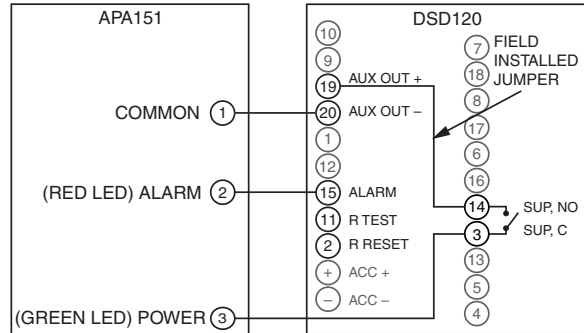 APA151
COMMON 1
(RED LED) ALARM 2
(GREEN LED) POWER 3
DSD120
10
9
19 AUX OUT +
20 AUX OUT –
1
12
15 ALARM
11 R TEST
2 R RESET
+ ACC +
– ACC –
7
18
8
17
6
16
14 SUP, NO
3 SUP, C
13
5
4
FIELD
INSTALLED
JUMPER